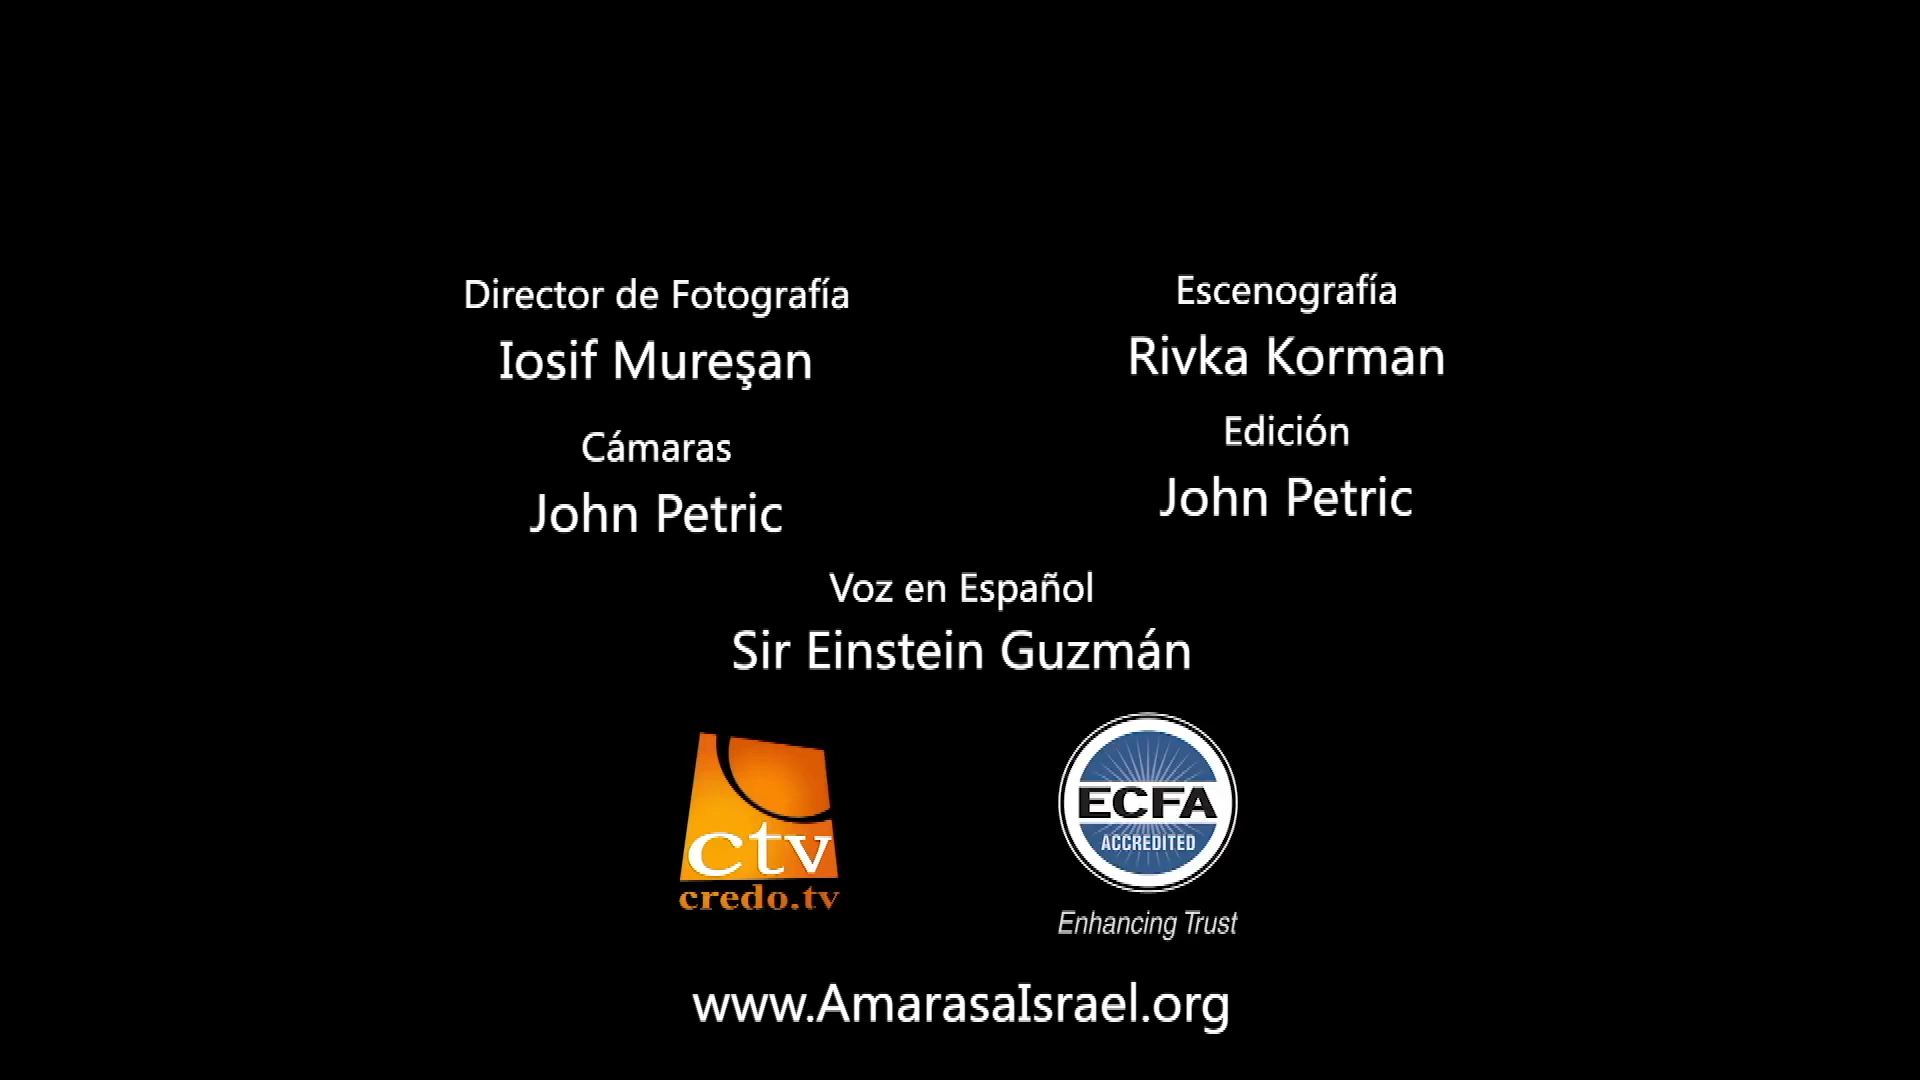 Director de Fotografía
Iosif Mureşan
Cámaras
John Petric
Escenografía
Rivka Korman
Edición
John Petric
Voz en Español
Sir Einstein Guzmán
ctv
credo.tv
ECFA
ACCREDITED
Enhancing Trust
www.AmarasaIsrael.org